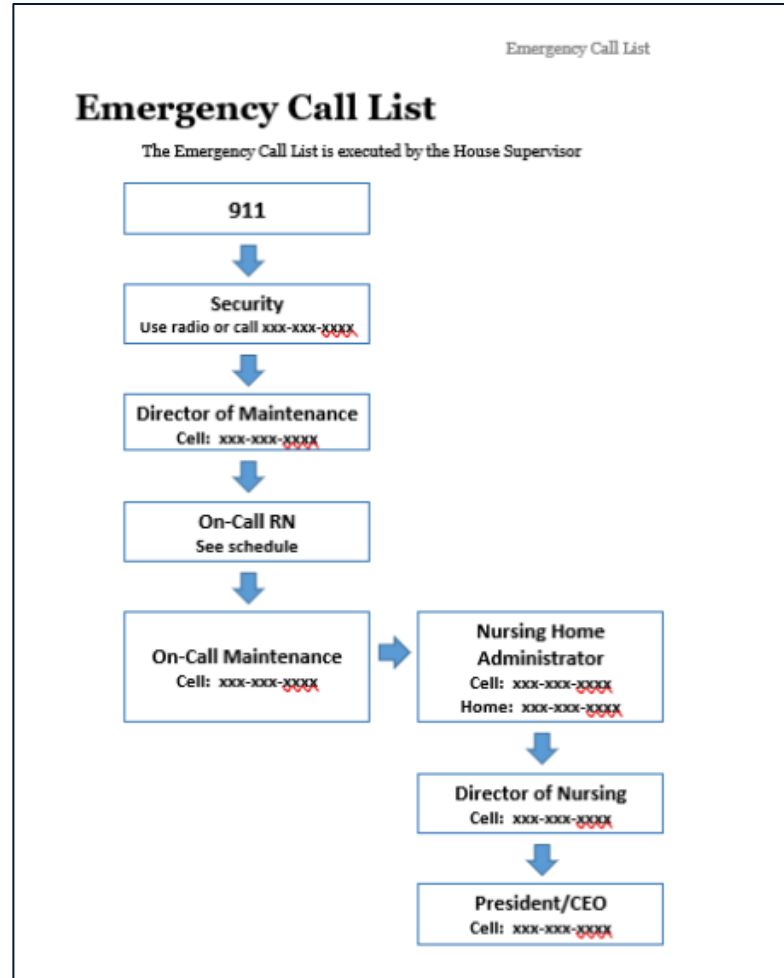 Emergency Call List
Emergency Call List
The Emergency Call List is executed by the House Supervisor
911
Security
Use radio or call xxx-xxx-xxxx
Director of Maintenance
Cell: xxx-xxx-xxxx
On-Call RN
See schedule
On-Call Maintenance
Cell: xxx-xxx-xxxx
Nursing Home
Administrator
Cell: xxx-xxx-xxxx
Home: xxx-xxx-xxxx
Director of Nursing
Cell: xxx-xxx-xxxx
President/CEO
Cell: xxx-xxx-xxxx